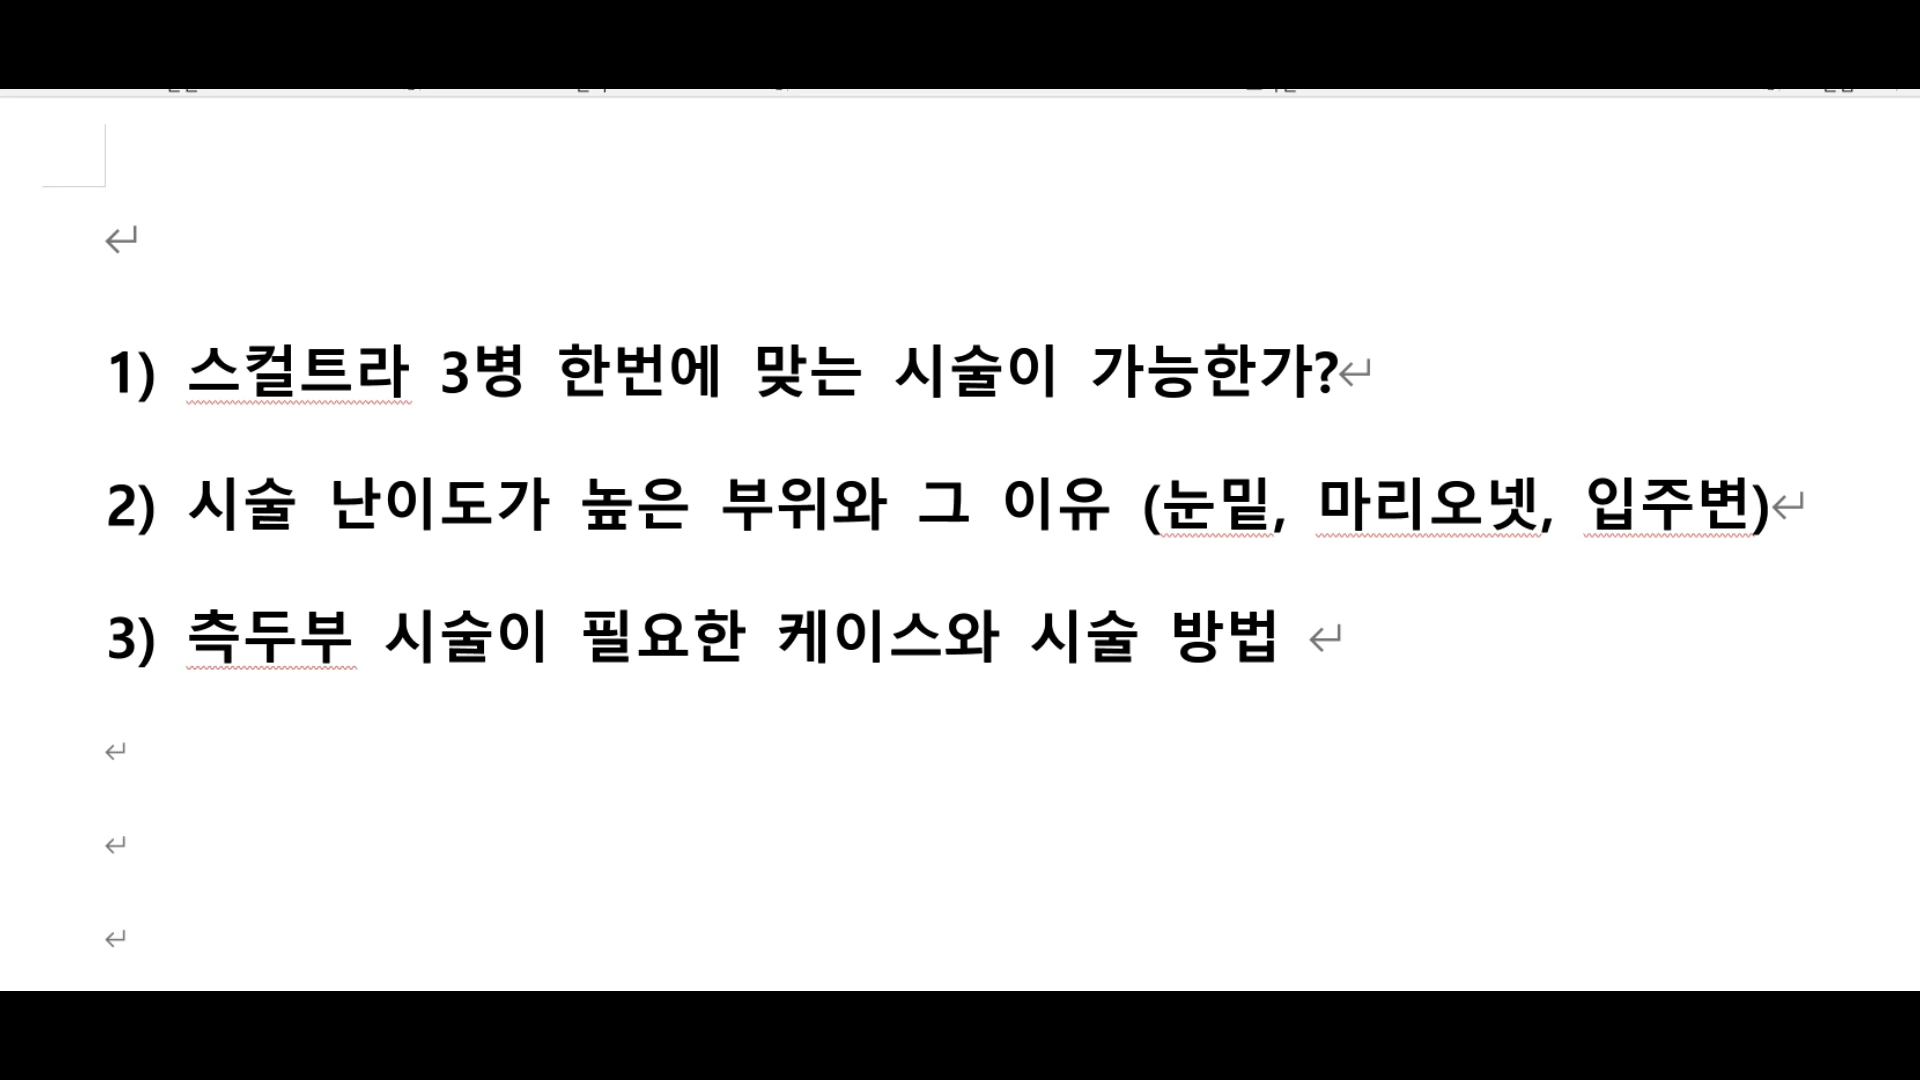 1) 스컬트라 3병 한번에 맞는 시술이 가능한가?
2) 시술 난이도가 높은 부위와 그 이유 (눈밑, 마리오넷, 입주변)
3) 측두부 시술이 필요한 케이스와 시술 방법